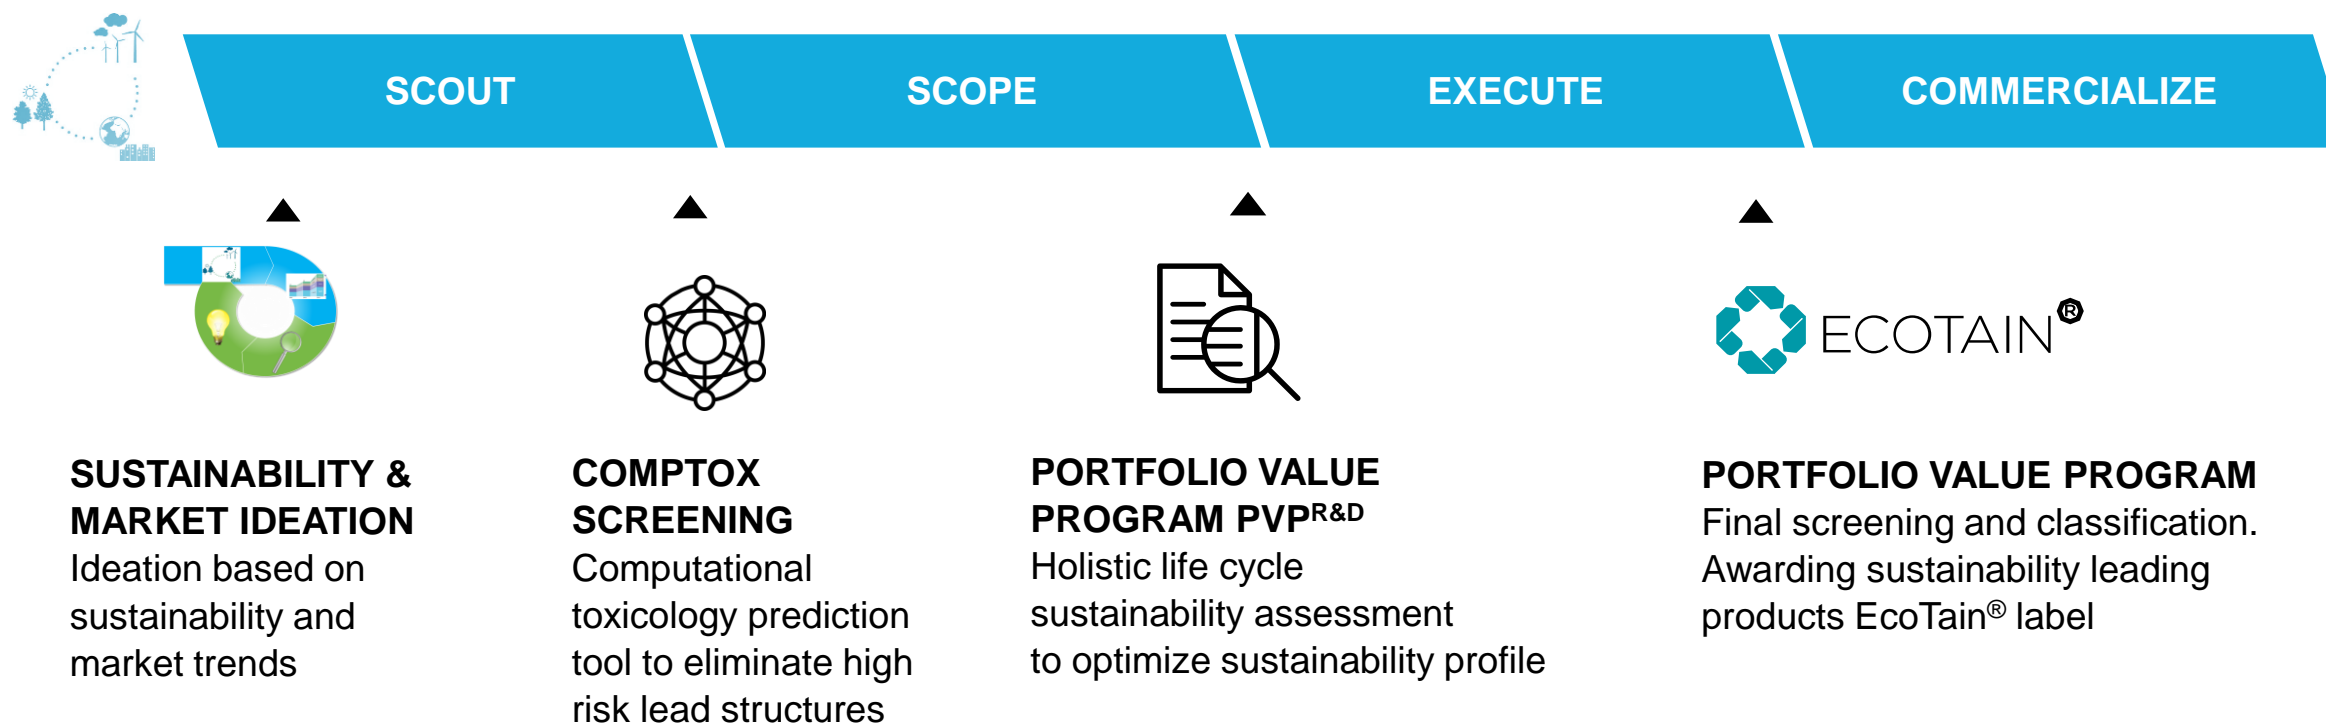 SCOUT
SCOPE
EXECUTE
COMMERCIALIZE
SUSTAINABILITY &
MARKET IDEATION
Ideation based on
sustainability and
market trends
COMPTOX
SCREENING
Computational
toxicology prediction
tool to eliminate high
risk lead structures
PORTFOLIO VALUE
PROGRAM PVPR&D
Holistic life cycle
sustainability assessment
to optimize sustainability profile
ECOTAIN®
PORTFOLIO VALUE PROGRAM
Final screening and classification.
Awarding sustainability leading
products EcoTain® label